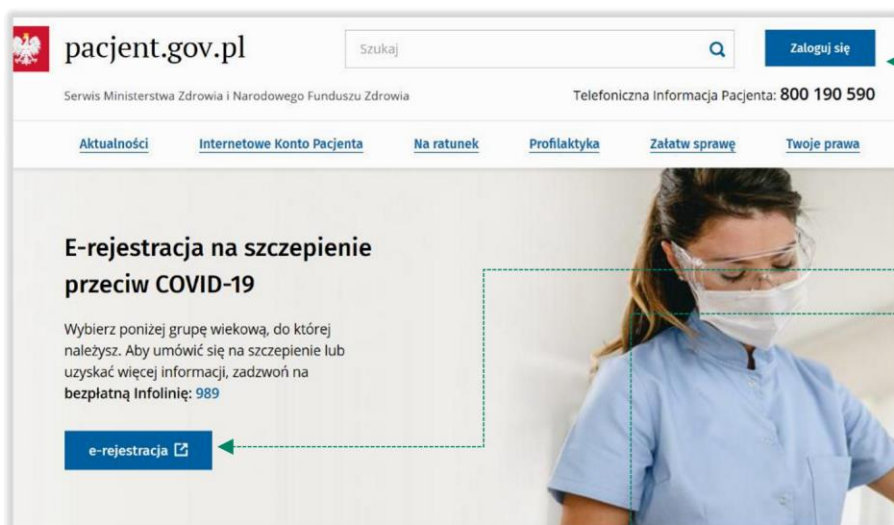 pacjent.gov.pl
Szukaj
Zaloguj się
Serwis Ministerstwa Zdrowia i Narodowego Funduszu Zdrowia
Telefoniczna Informacja Pacjenta: 800 190 590
Aktualności Internetowe Konto Pacjenta Na ratunek Profilaktyka Załatw sprawę Twoje prawa
E-rejestracja na szczepienie
przeciw COVID-19
Wybierz poniżej grupę wiekową, do której
należysz. Aby umówić się na szczepienie lub
uzyskać więcej informacji, zadzwoń na
bezpłatną Infolinię: 989
e-rejestracja